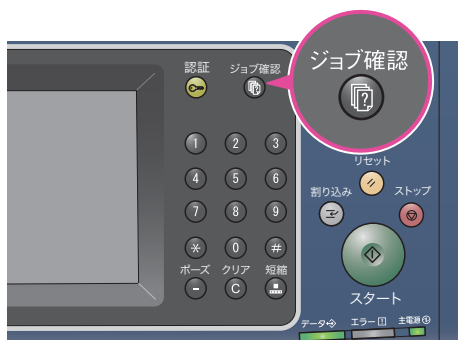 認証
ジョブ確認
ジョブ確認
1 2 3
4 5 6
7 8 9
* 0 #
ポーズ クリア 短縮
- C
リセット
割り込み
ストップ
スタート
データ
エラー
主電源